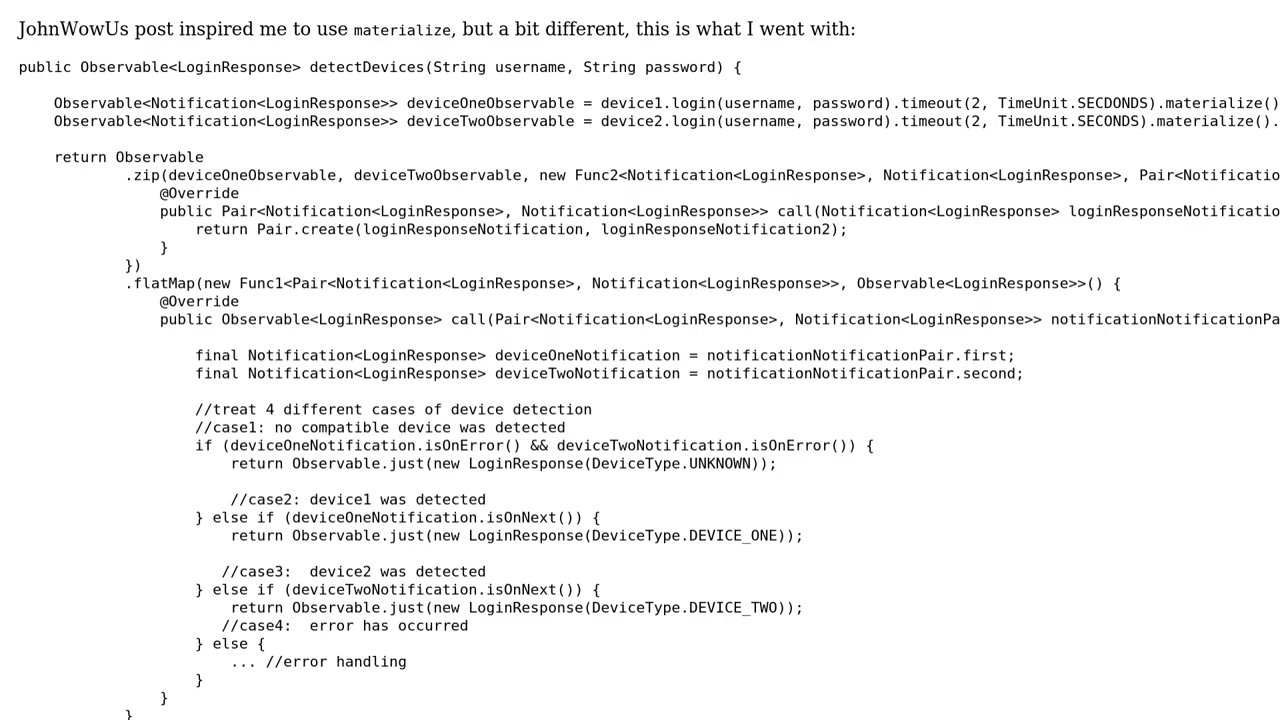 JohnWowUs post inspired me to use materialize, but a bit different, this is what I went with:
public Observable<LoginResponse> detectDevices(String username, String password) {
Observable<Notification<LoginResponse>> deviceOneObservable = device1.login(username, password).timeout(2, TimeUnit.SECDONDS).materialize()
Observable<Notification<LoginResponse>> deviceTwoObservable = device2.login(username, password).timeout(2, TimeUnit.SECONDS).materialize().
return Observable
.zip(deviceOneObservable, deviceTwoObservable, new Func2<Notification<LoginResponse>, Notification<LoginResponse>, Pair<Notificatio
@Override
public Pair<Notification<LoginResponse>, Notification<LoginResponse>> call(Notification<LoginResponse> loginResponseNotificatio
return Pair.create(loginResponseNotification, loginResponseNotification2);
}
})
.flatMap(new Func1<Pair<Notification<LoginResponse>, Notification<LoginResponse>>, Observable<LoginResponse>>() {
@Override
public Observable<LoginResponse> call(Pair<Notification<LoginResponse>, Notification<LoginResponse>> notificationNotificationPa
final Notification<LoginResponse> deviceOneNotification = notificationNotificationPair.first;
final Notification<LoginResponse> deviceTwoNotification = notificationNotificationPair.second;
//treat 4 different cases of device detection
//case1: no compatible device was detected
if (deviceOneNotification.isOnError() && deviceTwoNotification.isOnError()) {
return Observable.just(new LoginResponse(DeviceType.UNKNOWN));
//case2: device1 was detected
} else if (deviceOneNotification.isOnNext()) {
return Observable.just(new LoginResponse(DeviceType.DEVICE_ONE));
//case3:  device2 was detected
} else if (deviceTwoNotification.isOnNext()) {
return Observable.just(new LoginResponse(DeviceType.DEVICE_TWO));
//case4:  error has occurred
} else {
... //error handling
}
}
}